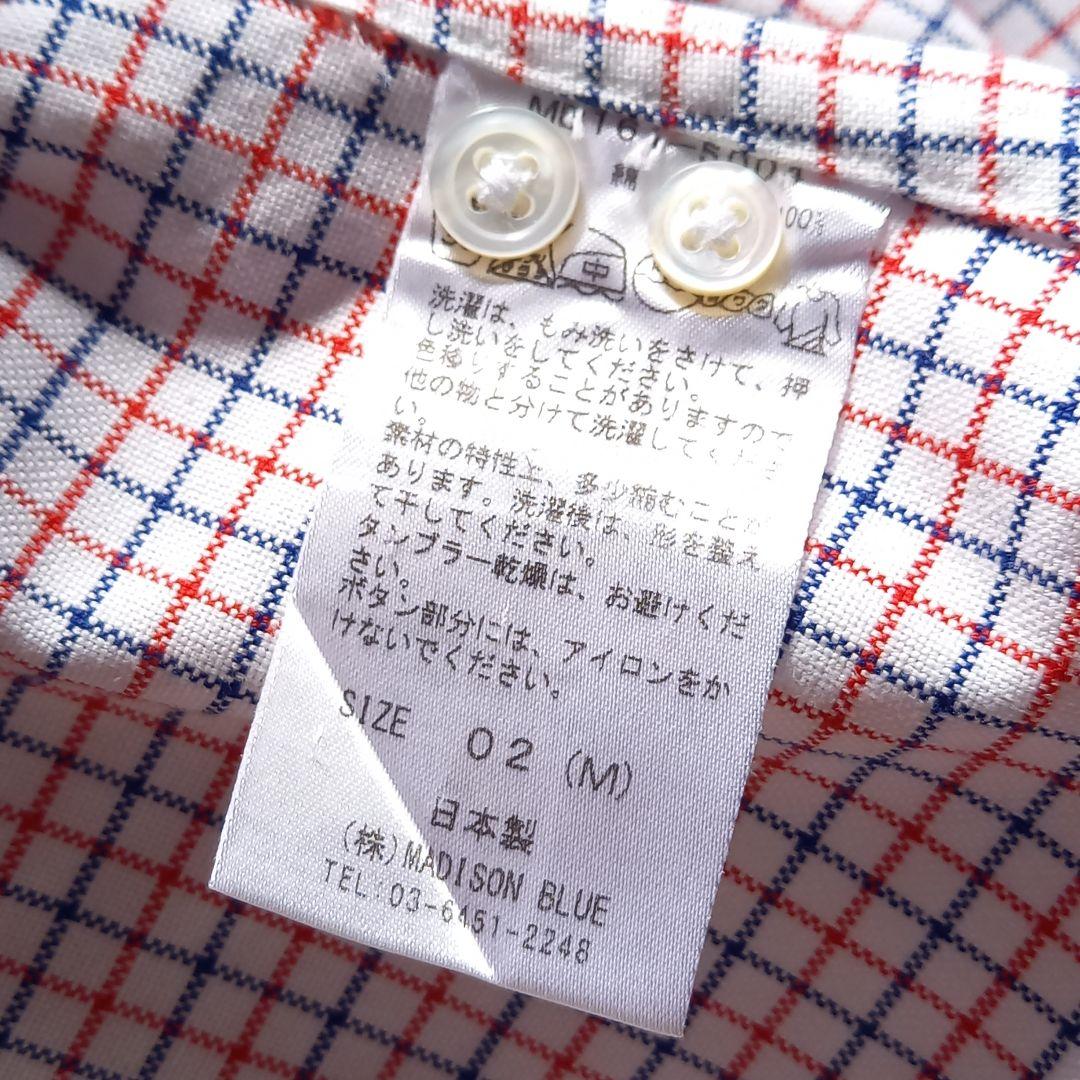 綿
100%
中
洗濯は、もみ洗いをさけて、押
し洗いをしてください。
色移りすることがありますので、
他の物と分けて洗濯してくださ
い。
素材の特性上、多少縮むことが
あります。洗濯後は、形を整え
て干してください。
タンブラー乾燥は、お避けくだ
さい。
ボタン部分には、アイロンをか
けないでください。
SIZE 02 (M)
日本製
(株)MADISON BLUE
TEL:03-6451-2248